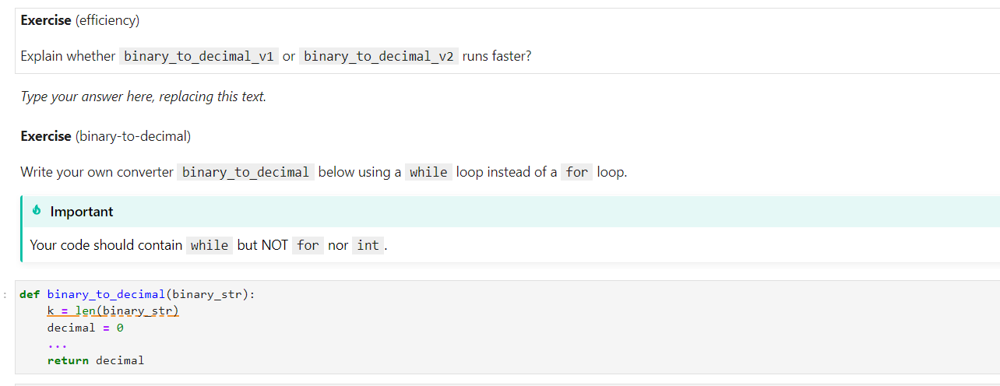 Exercise (efficiency)
Explain whether binary_to_decimal_v1 or binary_to_decimal_v2 runs faster?
Type your answer here, replacing this text.
Exercise (binary-to-decimal)
Write your own converter binary_to_decimal below using a while loop instead of a for loop.
Important
Your code should contain while but NOT for nor int.
: def binary_to_decimal(binary_str):
    k = len(binary_str)
    decimal = 0
    ...
    return decimal